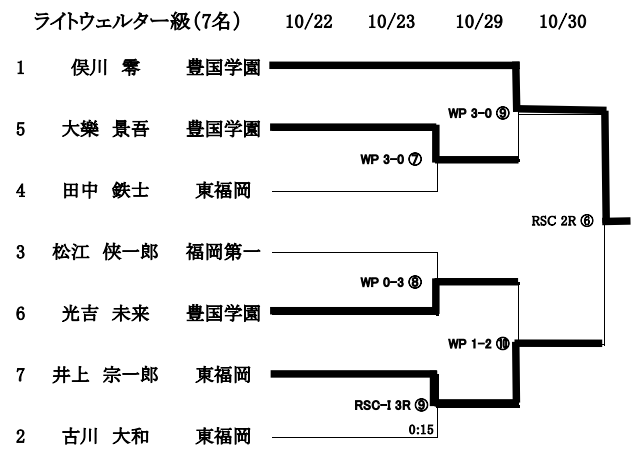 ライトウェルター級（7名） 10/22 10/23 10/29 10/30
1 俣川 零 豊国学園
WP 3-0 ⑨
5 大樂 景吾 豊国学園
WP 3-0 ⑦
4 田中 鉄士 東福岡
RSC 2R ⑥
3 松江 侠一郎 福岡第一
WP 0-3 ⑧
6 光吉 未来 豊国学園
WP 1-2 ⑩
7 井上 宗一郎 東福岡
RSC-I 3R ⑨
0:15
2 古川 大和 東福岡